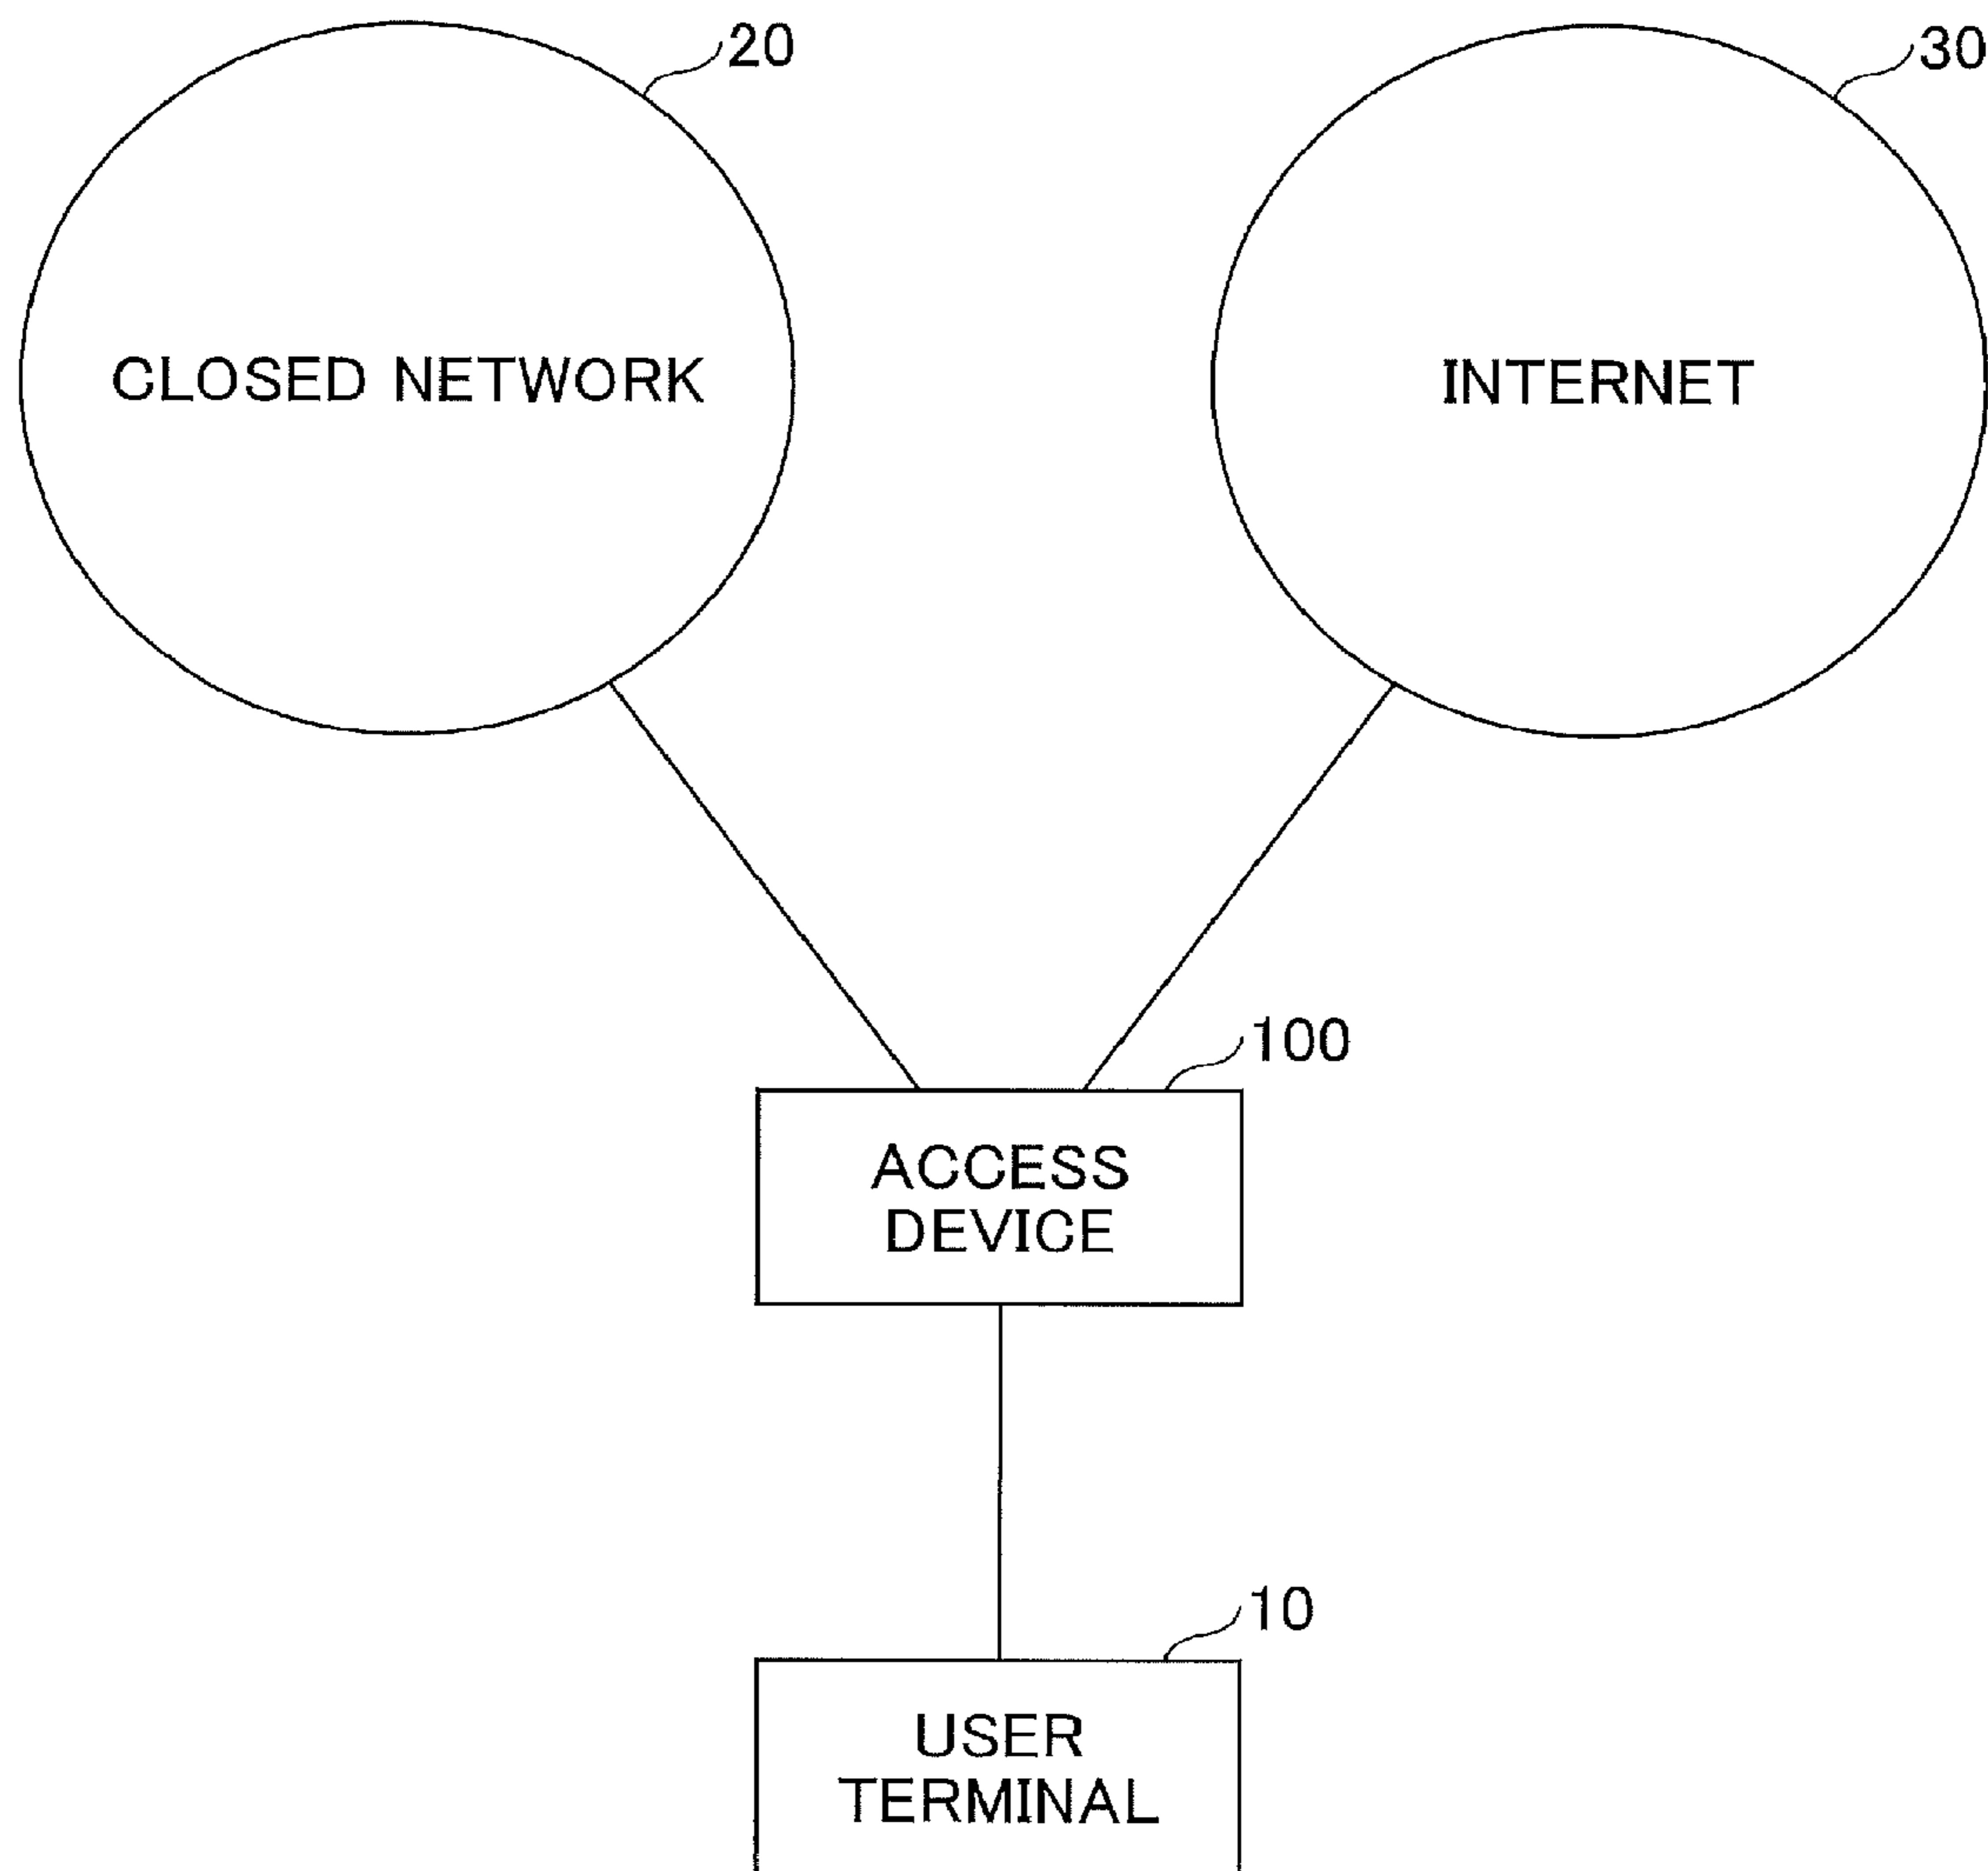 20
30
CLOSED NETWORK
INTERNET
100
ACCESS
DEVICE
10
USER
TERMINAL